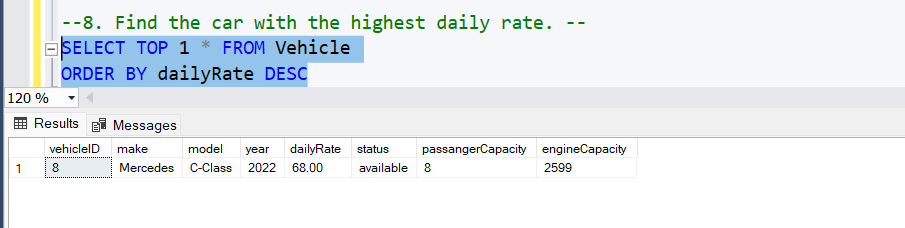 --8. Find the car with the highest daily rate. --
SELECT TOP 1 * FROM Vehicle
ORDER BY dailyRate DESC
120 %
Results Messages
vehicleID make model year dailyRate status passangerCapacity engineCapacity
1 8 Mercedes C-Class 2022 68.00 available 8 2599